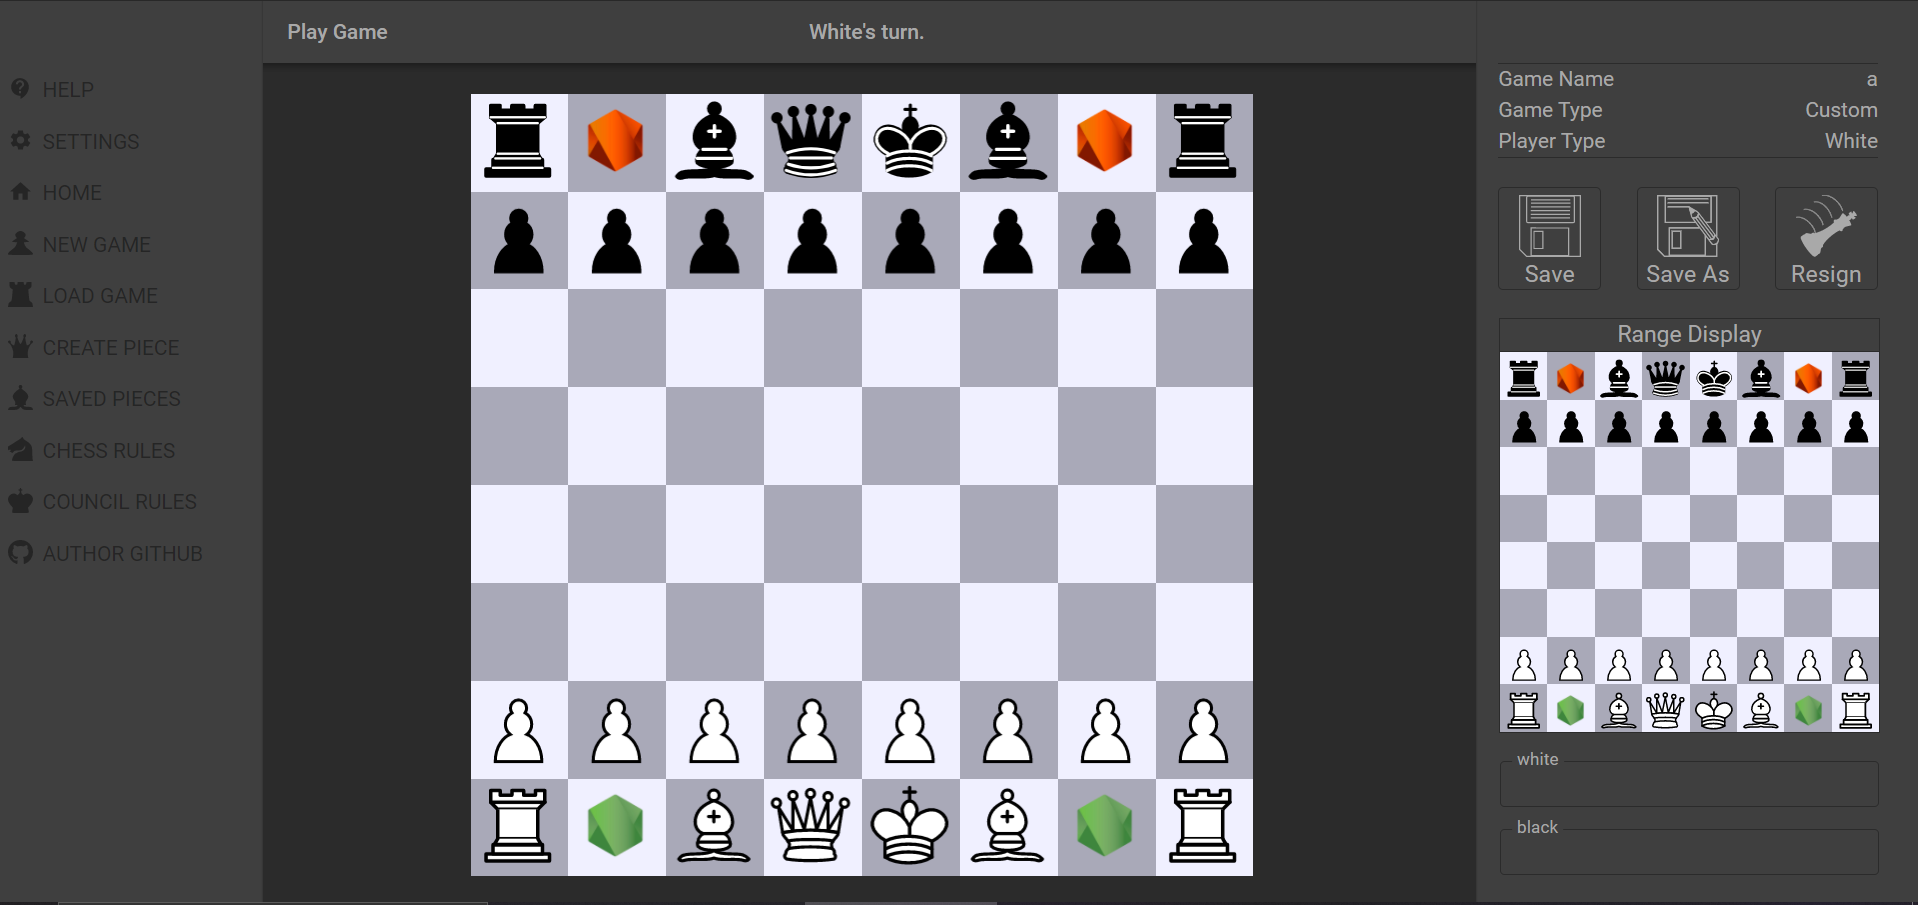 Play Game
White's turn.
HELP
SETTINGS
HOME
NEW GAME
LOAD GAME
CREATE PIECE
SAVED PIECES
CHESS RULES
COUNCIL RULES
AUTHOR GITHUB
Game Name a
Game Type Custom
Player Type White
Save
Save As
Resign
Range Display
white
black